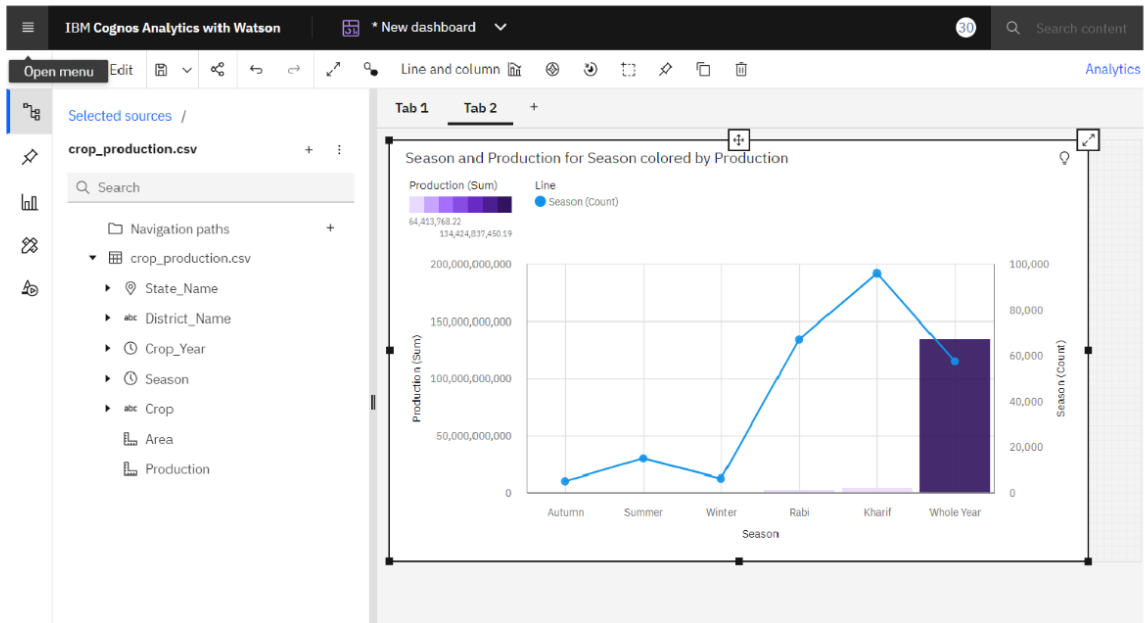 IBM Cognos Analytics with Watson
* New dashboard
30
Search content
Open menu
Edit
Line and column
Analytics
Selected sources /
Tab 1
Tab 2
+
crop_production.csv
Search
Navigation paths
crop_production.csv
State_Name
abc District_Name
Crop_Year
Season
abc Crop
Area
Production
Season and Production for Season colored by Production
Production (Sum)
64,413,768.22
134,424,837,450.19
Line
Season (Count)
200,000,000,000
150,000,000,000
100,000,000,000
50,000,000,000
0
Production (Sum)
100,000
80,000
60,000
40,000
20,000
0
Season (Count)
Autumn
Summer
Winter
Rabi
Kharif
Whole Year
Season